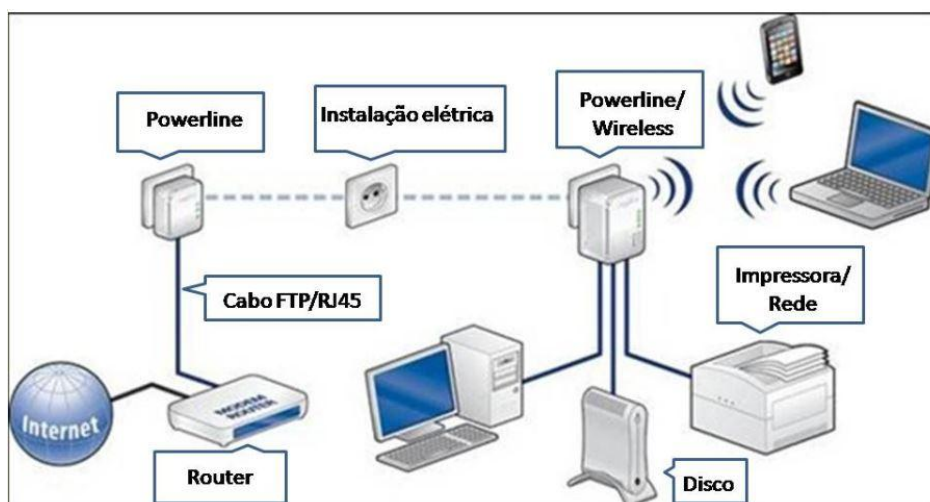 Powerline
Instalação elétrica
Powerline/
Wireless
Cabo FTP/RJ45
Impressora/
Rede
Internet
MODEM
ROUTER
Router
Disco